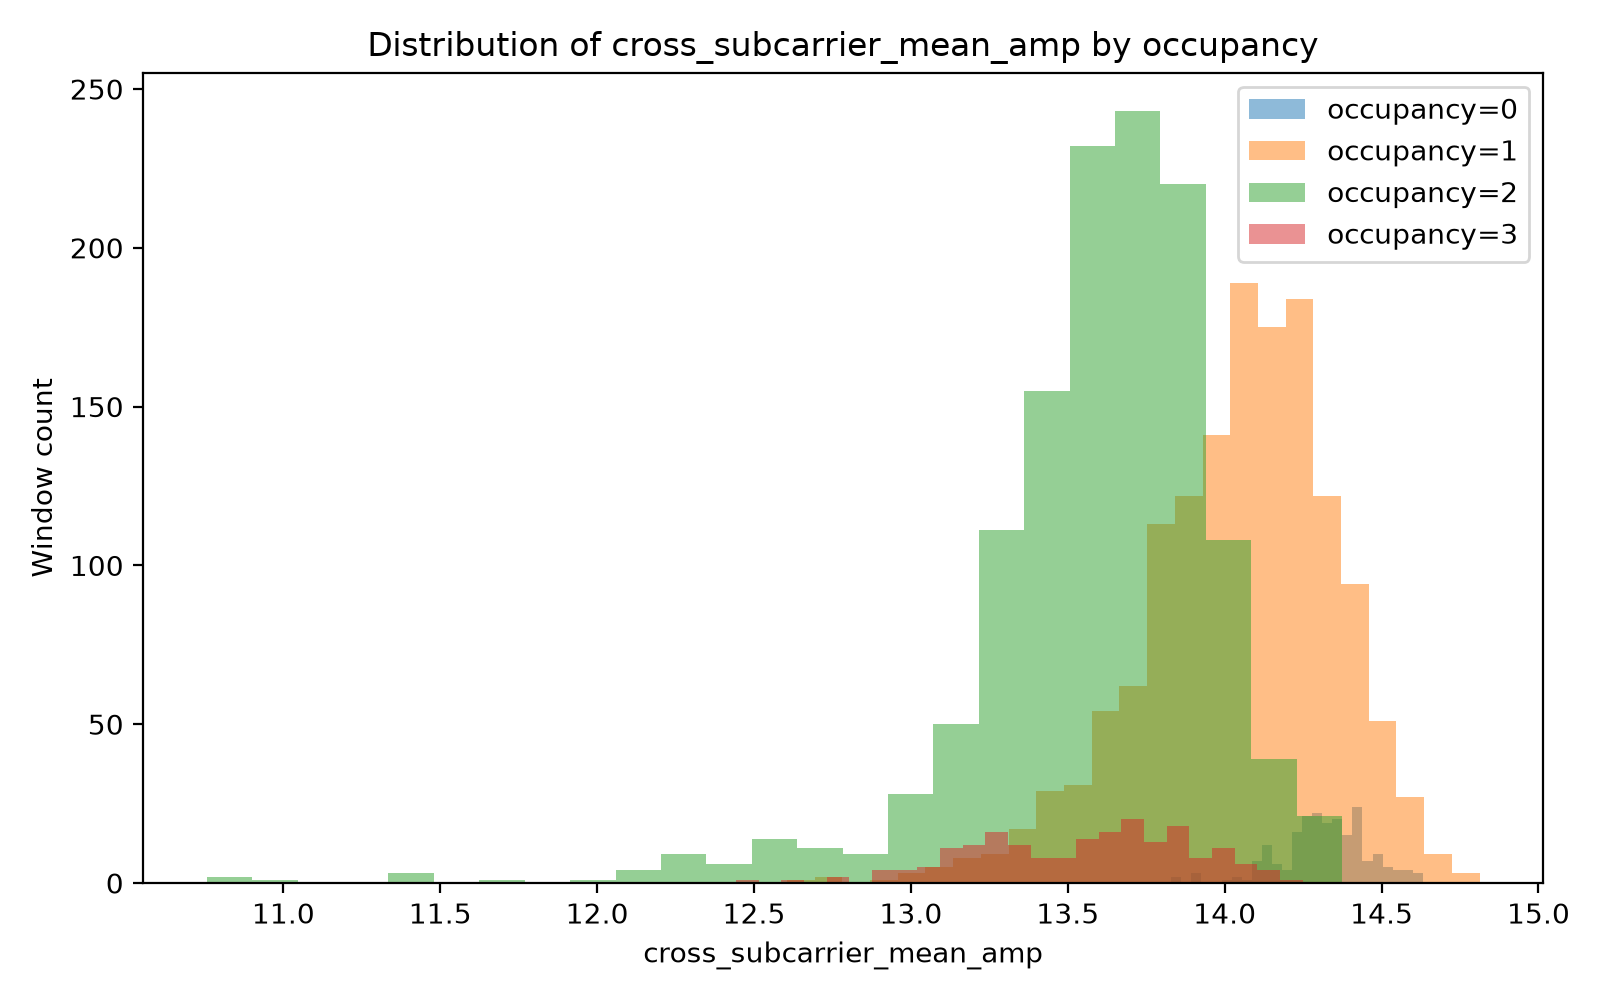 Distribution of cross_subcarrier_mean_amp by occupancy
occupancy=0
occupancy=1
occupancy=2
occupancy=3
Window count
250
200
150
100
50
0
11.0 11.5 12.0 12.5 13.0 13.5 14.0 14.5 15.0
cross_subcarrier_mean_amp